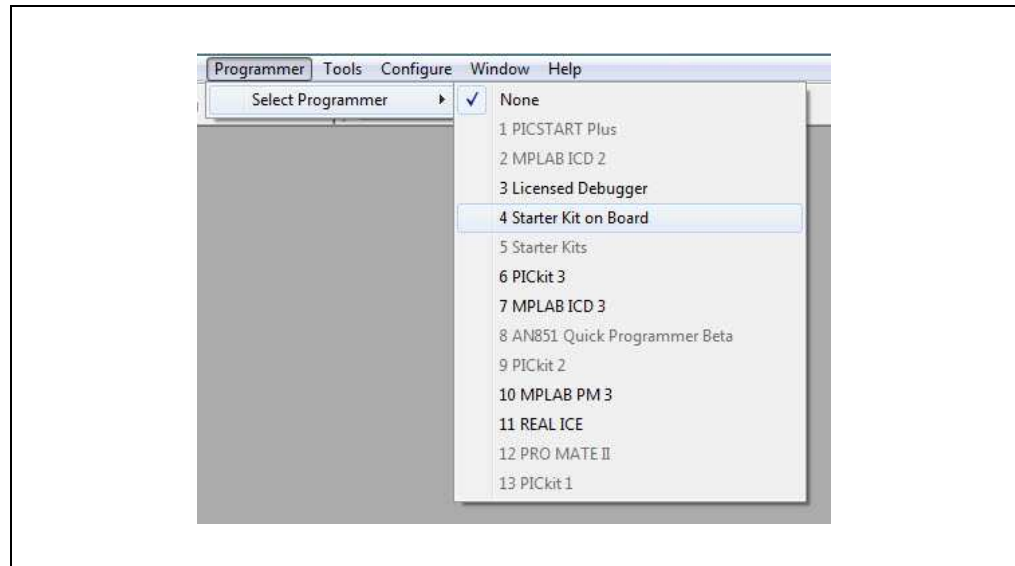 Programmer Tools Configure Window Help
Select Programmer
None
1 PICSTART Plus
2 MPLAB ICD 2
3 Licensed Debugger
4 Starter Kit on Board
5 Starter Kits
6 PICkit 3
7 MPLAB ICD 3
8 AN851 Quick Programmer Beta
9 PICkit 2
10 MPLAB PM 3
11 REAL ICE
12 PRO MATE II
13 PICkit 1